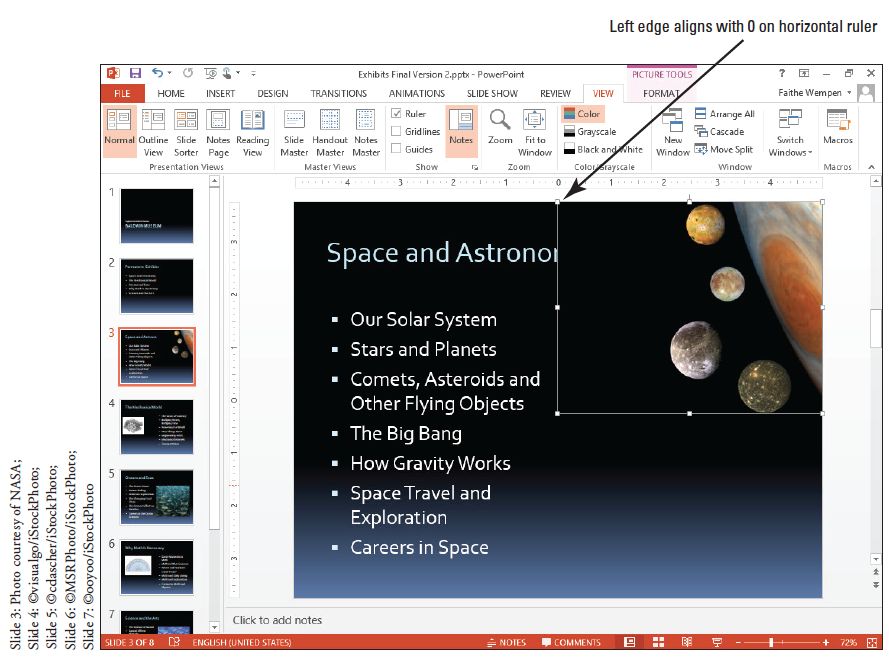 Left edge aligns with 0 on horizontal ruler
Exhibits Final Version 2.pptx - PowerPoint
PICTURE TOOLS
?
FILE HOME INSERT DESIGN TRANSITIONS ANIMATIONS SLIDE SHOW REVIEW VIEW FORMAT
Faithe Wempen
Normal
Outline View
Slide Sorter
Notes Page
Reading View
Presentation Views
Slide Master
Handout Master
Notes Master
Master Views
Ruler
Gridlines
Guides
Show
Notes
Zoom
Fit to Window
Zoom
Color
Grayscale
Black and White
Color/Grayscale
New Window
Arrange All
Cascade
Move Split
Window
Switch Windows
Macros
Macros
4 3 2 1 0 1 2 3 4
3
2
1
0
1
2
3
1
2
3
4
5
6
7
Space and Astronom
Our Solar System
Stars and Planets
Comets, Asteroids and
Other Flying Objects
The Big Bang
How Gravity Works
Space Travel and
Exploration
Careers in Space
Click to add notes
SLIDE 3 OF 8 ENGLISH (UNITED STATES) NOTES COMMENTS 72%
Slide 3: Photo courtesy of NASA;
Slide 4: ©visualgo/iStockPhoto;
Slide 5: ©cdascher/iStockPhoto;
Slide 6: ©MSRPhoto/iStockPhoto;
Slide 7: ©ooyoo/iStockPhoto